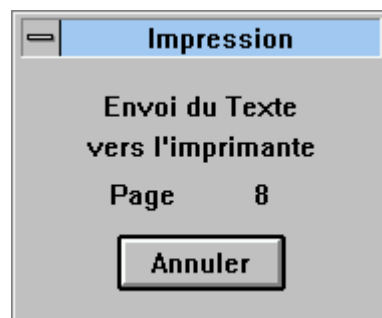 Impression
Envoi du Texte
vers l'imprimante
Page 8
Annuler